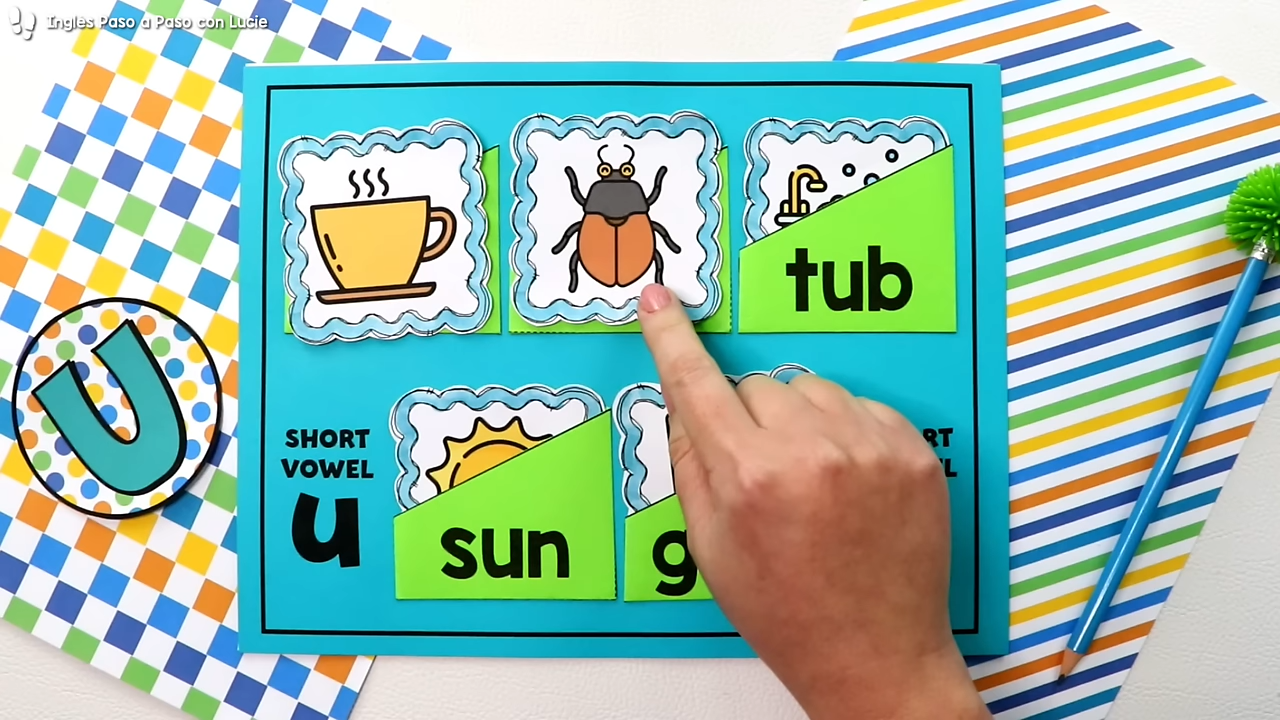 Ingles Paso a Paso con Lucie
tub
SHORT
VOWEL
u
sun
U